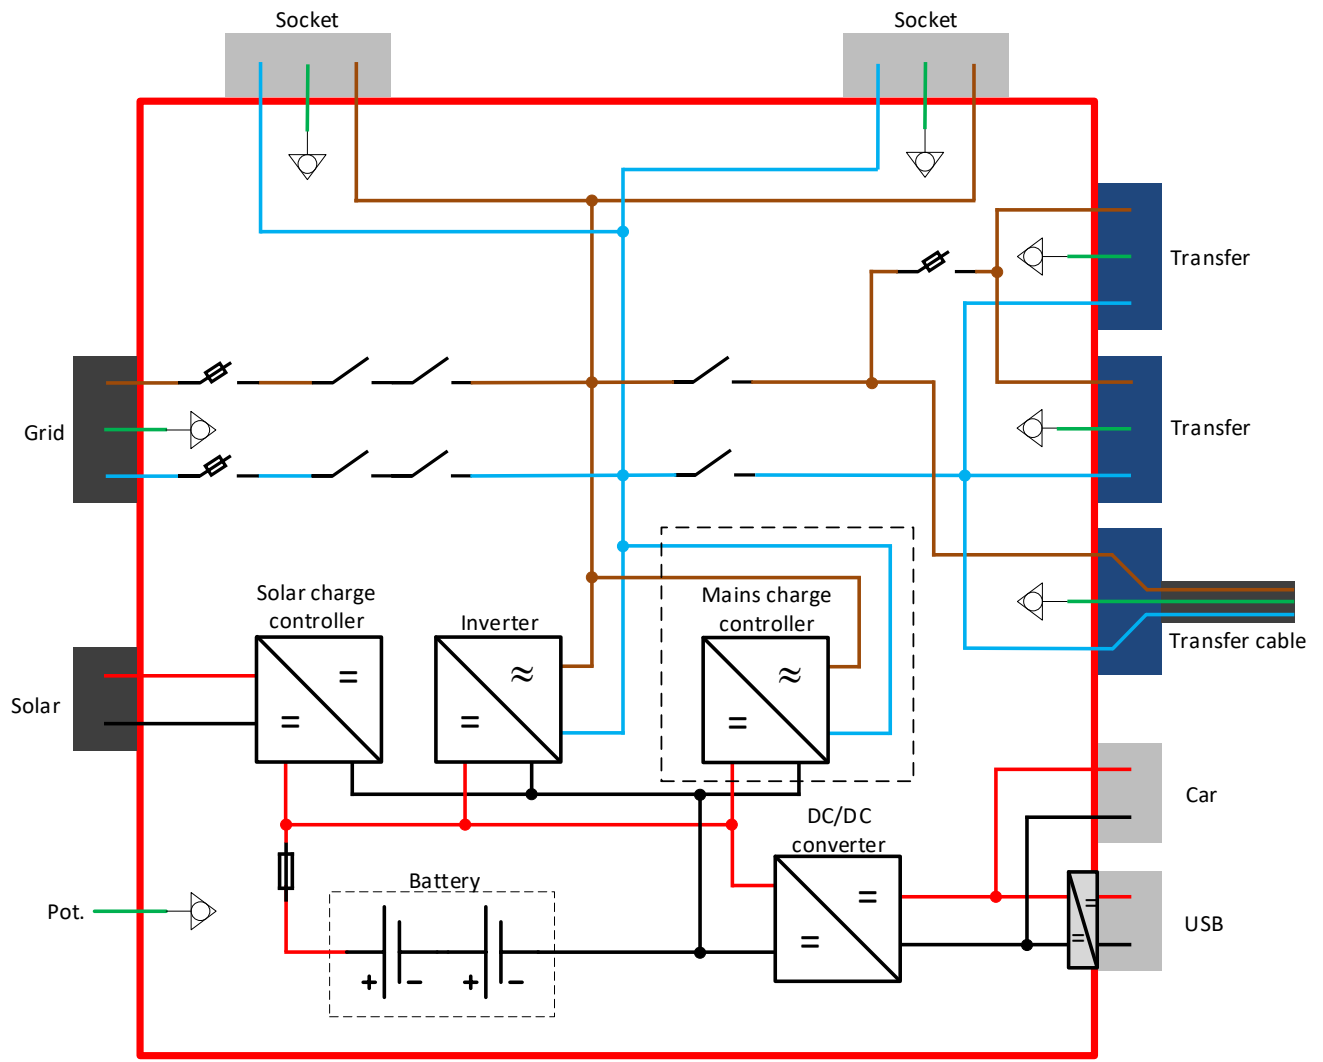 Socket
Socket
Transfer
Grid
Transfer
Solar charge
controller
Inverter
Mains charge
controller
≈
≈
=
=
=
=
Transfer cable
Solar
Car
DC/DC
converter
Battery
=
=
=
=
Pot.
USB
+ − + −